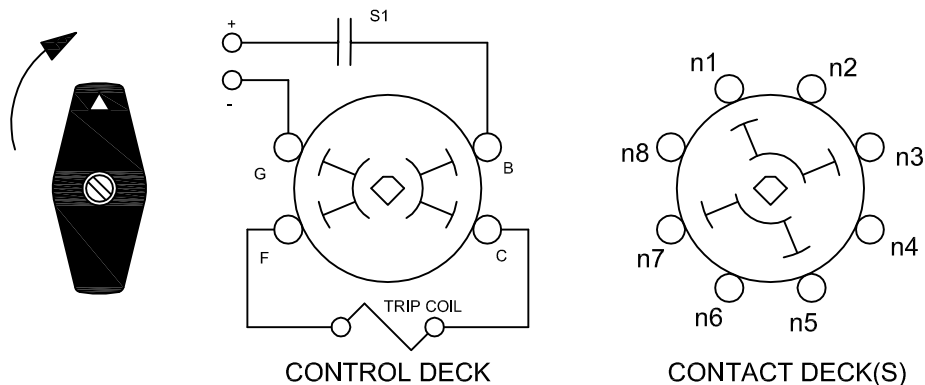 S1
+
-
G
B
F
C
TRIP COIL
CONTROL DECK
n1
n2
n3
n4
n5
n6
n7
n8
CONTACT DECK(S)